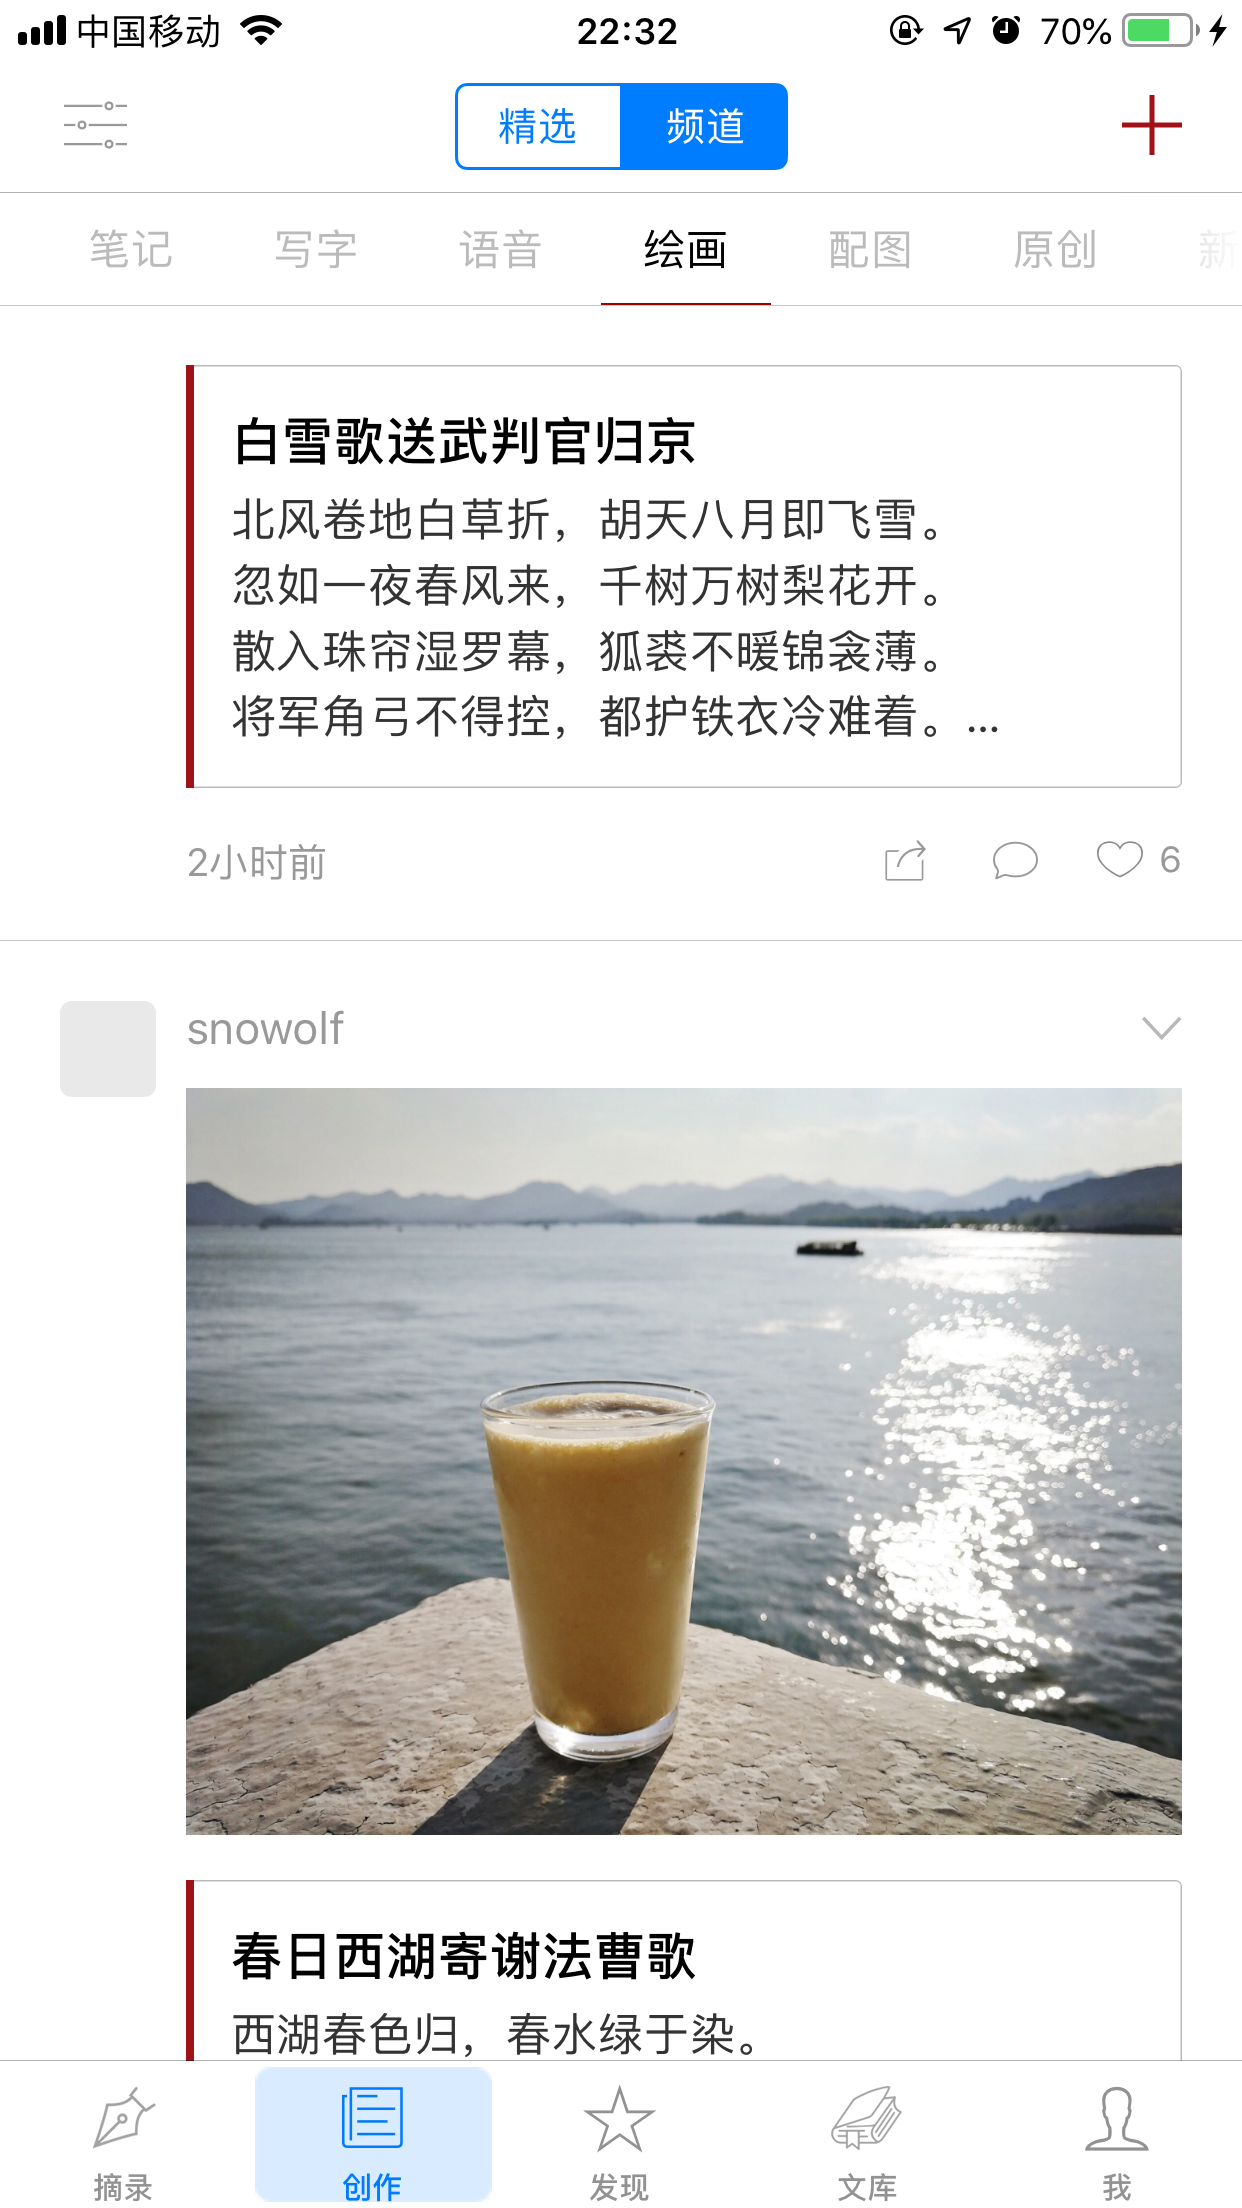 中国移动 22:32 70%
精选 频道
笔记 写字 语音 绘画 配图 原创 新
白雪歌送武判官归京
北风卷地白草折，胡天八月即飞雪。
忽如一夜春风来，千树万树梨花开。
散入珠帘湿罗幕，狐裘不暖锦衾薄。
将军角弓不得控，都护铁衣冷难着。...
2小时前 6
snowolf
春日西湖寄谢法曹歌
西湖春色归，春水绿于染。
摘录 创作 发现 文库 我